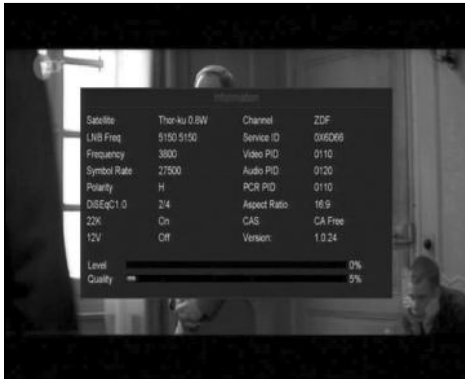 Information
Satellite Thor-ku 0.8W Channel ZDF
LNB Freq 5150 5150 Service ID 0X6D66
Frequency 3800 Video PID 0110
Symbol Rate 27500 Audio PID 0120
Polarity H PCR PID 0110
DiSEqC1.0 2/4 Aspect Ratio 16:9
22K On CAS CA Free
12V Off Version: 1.0.24
Level 0%
Quality 5%